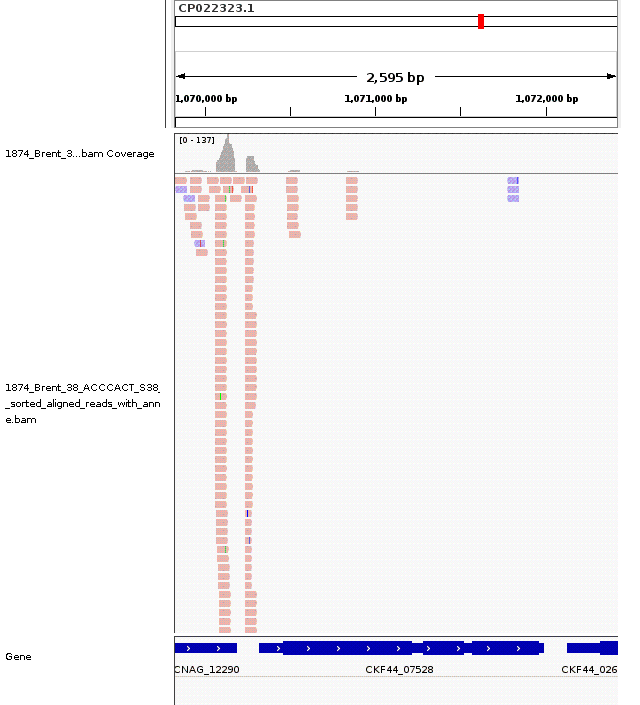 CP022323.1
2,595 bp
1,070,000 bp 1,071,000 bp 1,072,000 bp
[0 - 137]
1874_Brent_3...bam Coverage
1874_Brent_38_ACCCACT_S38_
_sorted_aligned_reads_with_ann
e.bam
Gene
CNAG_12290 CKF44_07528 CKF44_026